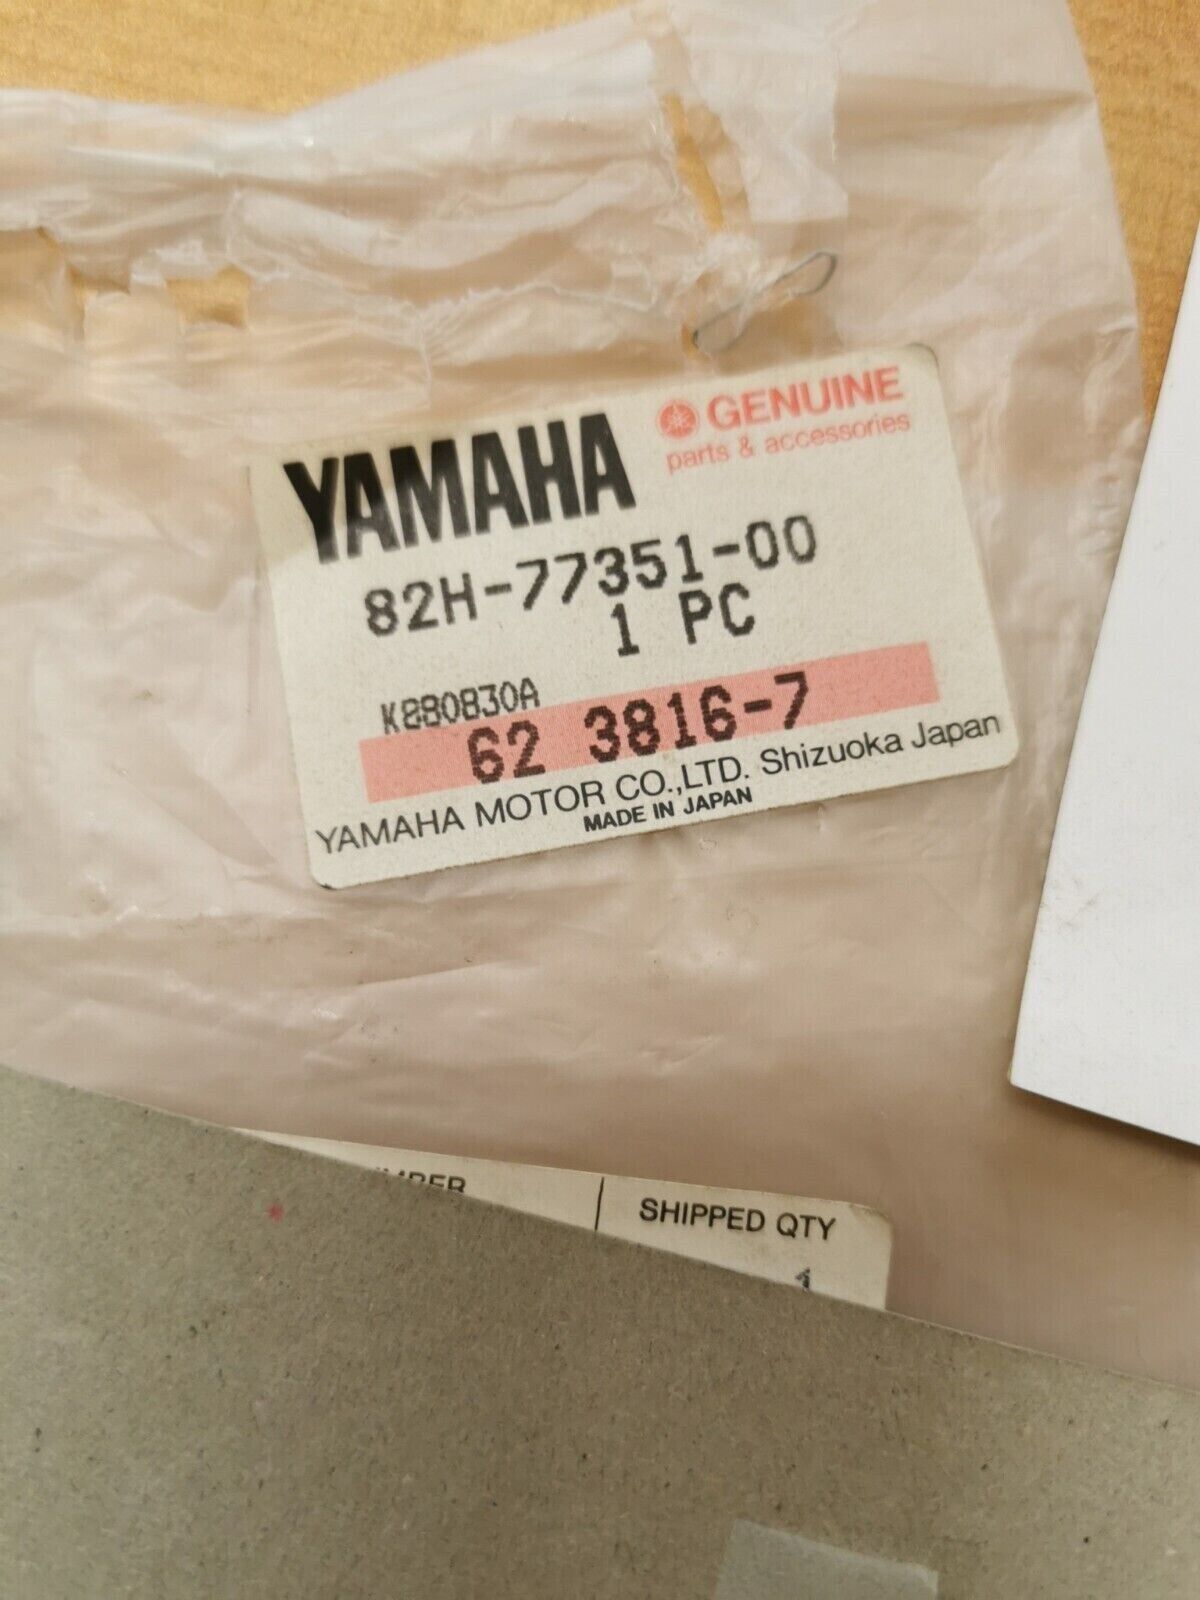 YAMAHA
GENUINE
parts & accessories
82H-77351-00
1 PC
K880830A
62 3816-7
YAMAHA MOTOR CO.,LTD. Shizuoka Japan
MADE IN JAPAN
SHIPPED QTY
1